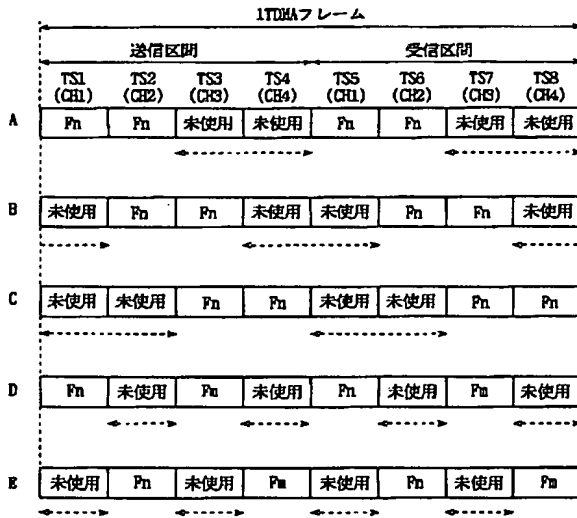 1TDMAフレーム
送信区間 受信区間
TS1 TS2 TS3 TS4 TS5 TS6 TS7 TS8
(CH1) (CH2) (CH3) (CH4) (CH1) (CH2) (CH3) (CH4)
A Fn Fn 未使用 未使用 Fn Fn 未使用 未使用
B 未使用 Fn Fn 未使用 未使用 Fn Fn 未使用
C 未使用 未使用 Fn Fn 未使用 未使用 Fn Fn
D Fn 未使用 Fm 未使用 Fn 未使用 Fm 未使用
E 未使用 Fn 未使用 Fm 未使用 Fn 未使用 Fm